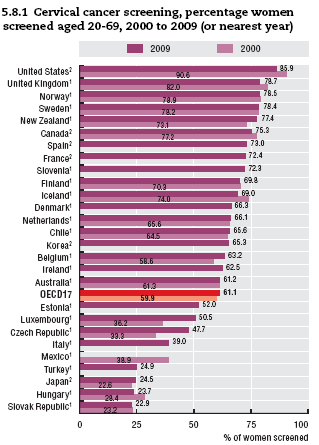 5.8.1 Cervical cancer screening, percentage women
screened aged 20-69, 2000 to 2009 (or nearest year)
2009 2000
United States² 85.9
90.6
United Kingdom¹ 78.7
82.0
Norway¹ 78.5
78.9
Sweden¹ 78.4
78.2
New Zealand¹ 77.4
73.1
Canada² 75.3
77.2
Spain² 73.0
France² 72.4
Slovenia¹ 72.3
Finland¹ 69.8
70.3
Iceland¹ 69.0
74.0
Denmark¹ 66.3
Netherlands¹ 66.1
65.6
Chile¹ 65.6
64.5
Korea² 65.3
Belgium¹ 63.2
58.6
Ireland¹ 62.5
Australia¹ 61.2
61.3
OECD17 61.1
59.9
Estonia¹ 52.0
Luxembourg¹ 50.5
36.2
Czech Republic¹ 47.7
33.3
Italy¹ 39.0
Mexico¹
38.9
Turkey¹ 24.9
Japan² 24.5
22.6
Hungary¹ 23.7
28.4
Slovak Republic¹ 22.9
23.2
0 25 50 75 100
% of women screened